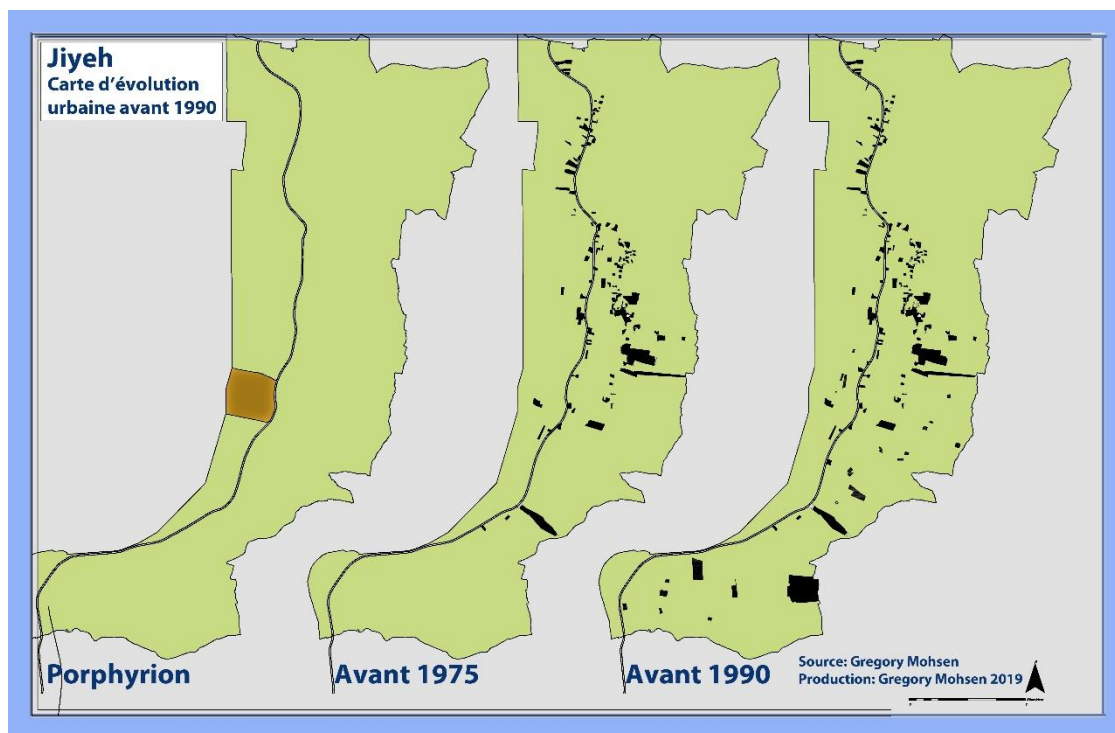 Jiyeh
Carte d'évolution
urbaine avant 1990
Porphyrion
Avant 1975
Avant 1990
Source: Gregory Mohsen
Production: Gregory Mohsen 2019